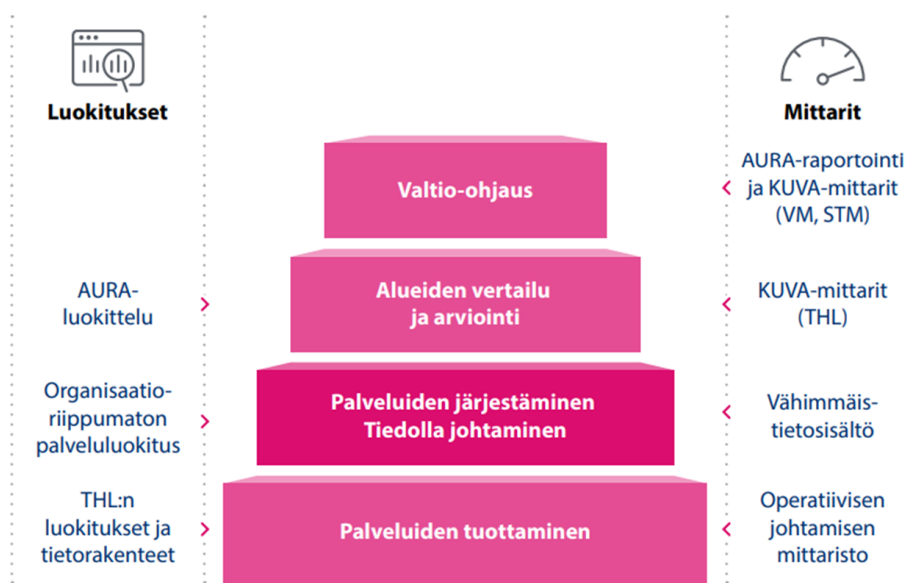 Luokitukset
Mittarit
Valtio-ohjaus
AURA-raportointi
ja KUVA-mittarit
(VM, STM)
AURA-
luokittelu
Alueiden vertailu
ja arviointi
KUVA-mittarit
(THL)
Organisaatio-
riippumaton
palveluluokitus
Palveluiden järjestäminen
Tiedolla johtaminen
Vähimmäis-
tietosisältö
THL:n
luokitukset ja
tietorakenteet
Palveluiden tuottaminen
Operatiivisen
johtamisen
mittaristo